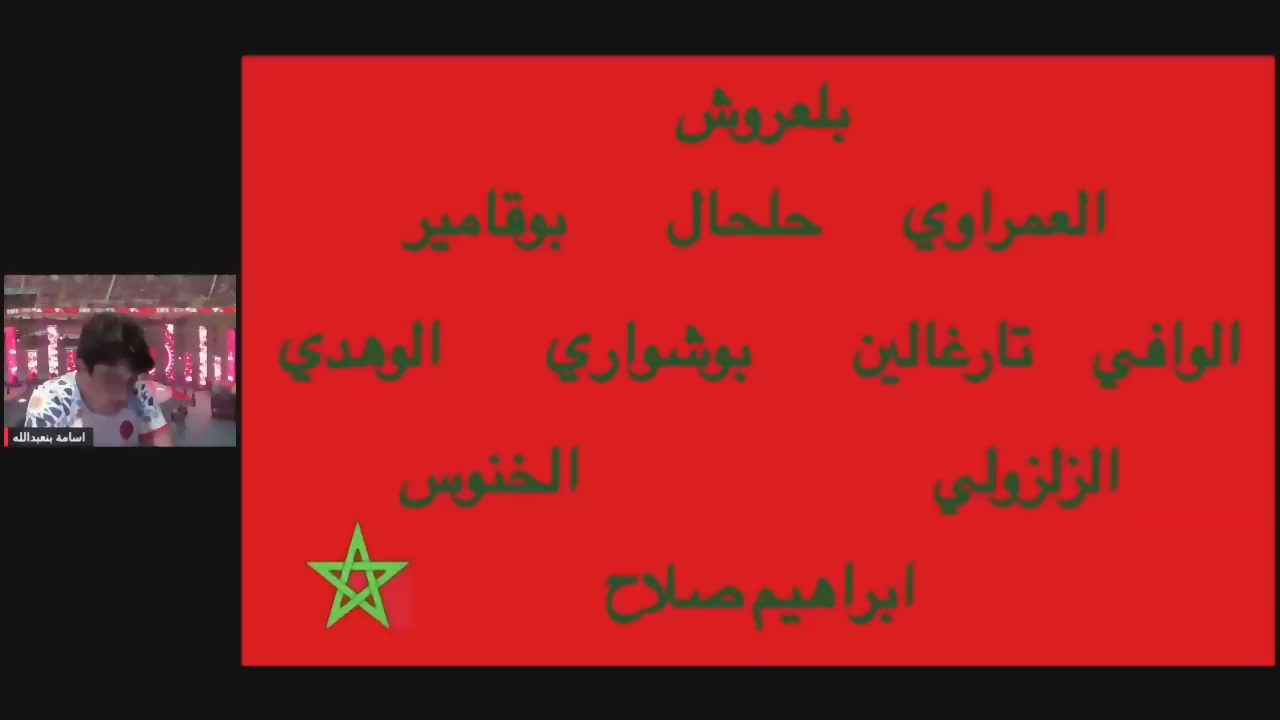 بلعروش
العمراوي حلحال بوقامير
الوافي تارغالين بوشواري الوهدي
الزلزولي الخنوس
ابراهيم صلاح
اسامة بنعبدالله